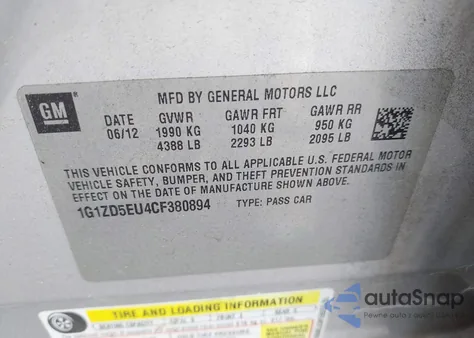 GM
MFD BY GENERAL MOTORS LLC
DATE GVWR GAWR FRT GAWR RR
06/12 1990 KG 1040 KG 950 KG
4388 LB 2293 LB 2095 LB
THIS VEHICLE CONFORMS TO ALL APPLICABLE U.S. FEDERAL MOTOR
VEHICLE SAFETY, BUMPER, AND THEFT PREVENTION STANDARDS IN
EFFECT ON THE DATE OF MANUFACTURE SHOWN ABOVE.
1G1ZD5EU4CF380894 TYPE: PASS CAR
TIRE AND LOADING INFORMATION
SEATING CAPACITY
autoSnap